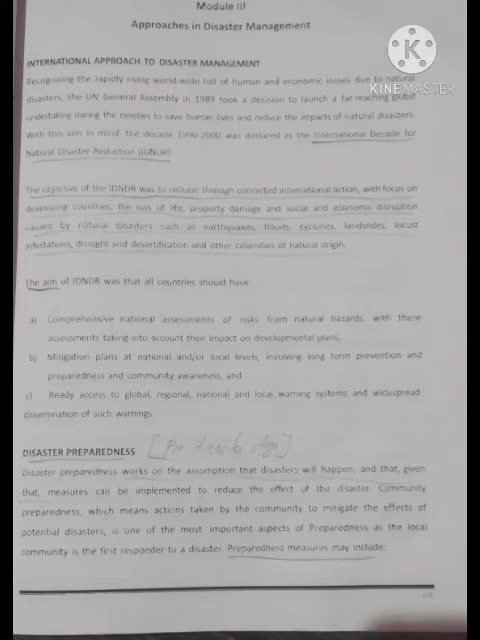 Module III
Approaches in Disaster Management
K
KINEMASTER
INTERNATIONAL APPROACH TO DISASTER MANAGEMENT
Recognising the rapidly rising world-wide toll of human and economic losses due to natural
disasters, the UN General Assembly in 1989 took a decision to launch a far reaching global
undertaking during the nineties to save human lives and reduce the impacts of natural disasters.
With this aim in mind, the decade 1990-2000 was declared as the International Decade for
Natural Disaster Reduction (IDNDR).
The objective of the IDNDR was to reduce, through concerted international action, with focus on
developing countries, the loss of life, property damage and social and economic disruption
caused by natural disasters such as earthquakes, floods, cyclones, landslides, locust
infestations, drought and desertification and other calamities of natural origin.
The aim of IDNDR was that all countries should have:
a) Comprehensive national assessments of risks from natural hazards, with these
assessments taking into account their impact on developmental plans,
b) Mitigation plans at national and/or local levels, involving long term prevention and
preparedness and community awareness, and
c) Ready access to global, regional, national and local warning systems and widespread
dissemination of such warnings.
DISASTER PREPAREDNESS
Disaster preparedness works on the assumption that disasters will happen, and that, given
that, measures can be implemented to reduce the effect of the disaster. Community
preparedness, which means actions taken by the community to mitigate the effects of
potential disasters, is one of the most important aspects of Preparedness as the local
community is the first responder to a disaster. Preparedness measures may include: